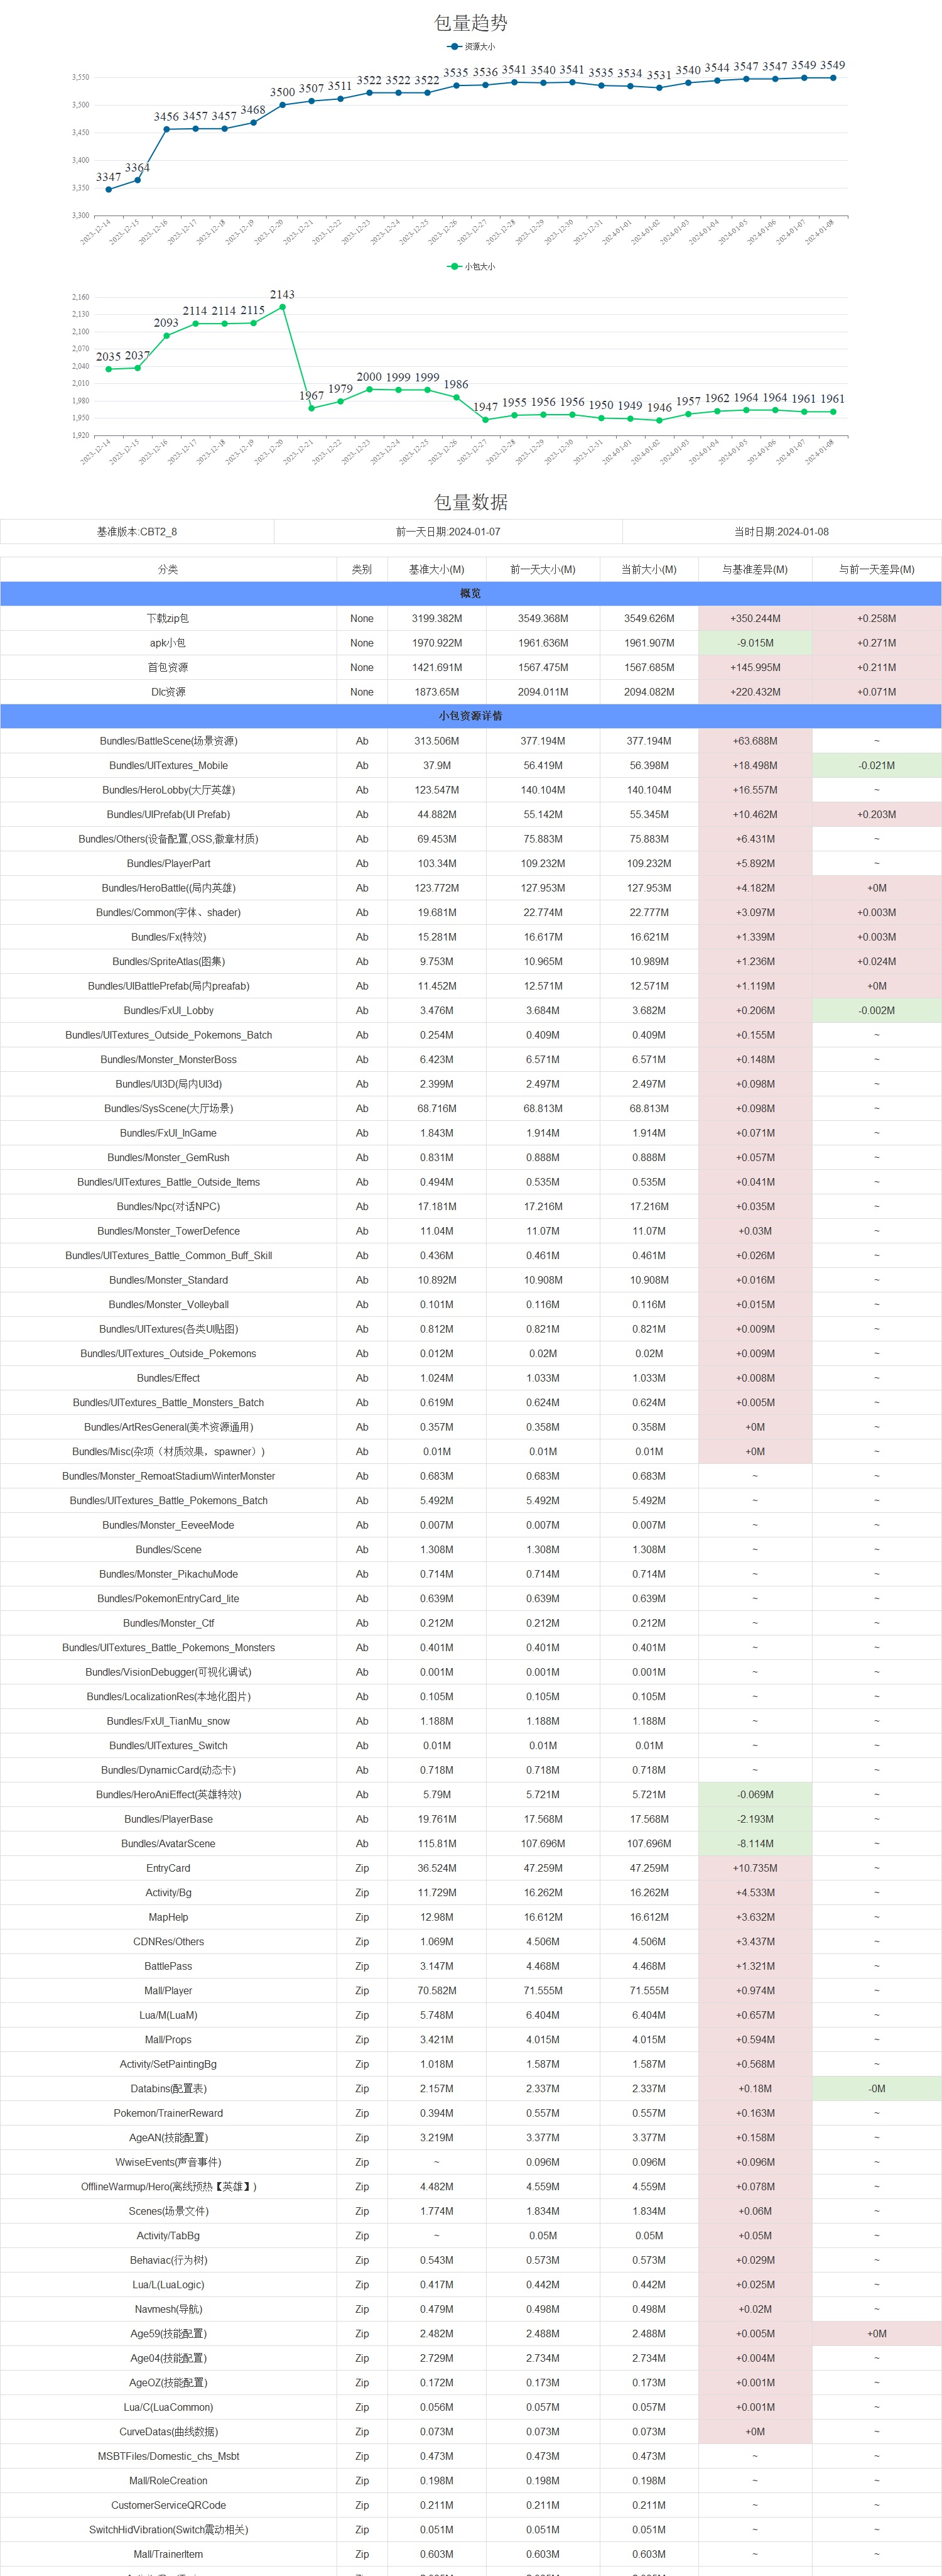 包量趋势
资源大小
3347 3364 3456 3457 3457 3468 3500 3507 3511 3522 3522 3522 3535 3536 3541 3540 3541 3535 3534 3531 3540 3544 3547 3547 3549 3549
3,550
3,500
3,450
3,400
3,350
3,300
2023-12-14 2023-12-15 2023-12-16 2023-12-17 2023-12-18 2023-12-19 2023-12-20 2023-12-21 2023-12-22 2023-12-23 2023-12-24 2023-12-25 2023-12-26 2023-12-27 2023-12-28 2023-12-29 2023-12-30 2023-12-31 2024-01-01 2024-01-02 2024-01-03 2024-01-04 2024-01-05 2024-01-06 2024-01-07 2024-01-08
小包大小
2035 2037 2093 2114 2114 2115 2143 1967 1979 2000 1999 1999 1986 1947 1955 1956 1956 1950 1949 1946 1957 1962 1964 1964 1961 1961
2,160
2,130
2,100
2,070
2,040
2,010
1,980
1,950
1,920
2023-12-14 2023-12-15 2023-12-16 2023-12-17 2023-12-18 2023-12-19 2023-12-20 2023-12-21 2023-12-22 2023-12-23 2023-12-24 2023-12-25 2023-12-26 2023-12-27 2023-12-28 2023-12-29 2023-12-30 2023-12-31 2024-01-01 2024-01-02 2024-01-03 2024-01-04 2024-01-05 2024-01-06 2024-01-07 2024-01-08
包量数据
基准版本:CBT2_8 前一天日期:2024-01-07 当时日期:2024-01-08
分类 类别 基准大小(M) 前一天大小(M) 当前大小(M) 与基准差异(M) 与前一天差异(M)
概览
下载zip包 None 3199.382M 3549.368M 3549.626M +350.244M +0.258M
apk小包 None 1970.922M 1961.636M 1961.907M -9.015M +0.271M
首包资源 None 1421.691M 1567.475M 1567.685M +145.995M +0.211M
Dlc资源 None 1873.65M 2094.011M 2094.082M +220.432M +0.071M
小包资源详情
Bundles/BattleScene(场景资源) Ab 313.506M 377.194M 377.194M +63.688M ~
Bundles/UITextures_Mobile Ab 37.9M 56.419M 56.398M +18.498M -0.021M
Bundles/HeroLobby(大厅英雄) Ab 123.547M 140.104M 140.104M +16.557M ~
Bundles/UIPrefab(UI Prefab) Ab 44.882M 55.142M 55.345M +10.462M +0.203M
Bundles/Others(设备配置,OSS,徽章材质) Ab 69.453M 75.883M 75.883M +6.431M ~
Bundles/PlayerPart Ab 103.34M 109.232M 109.232M +5.892M ~
Bundles/HeroBattle((局内英雄) Ab 123.772M 127.953M 127.953M +4.182M +0M
Bundles/Common(字体、shader) Ab 19.681M 22.774M 22.777M +3.097M +0.003M
Bundles/Fx(特效) Ab 15.281M 16.617M 16.621M +1.339M +0.003M
Bundles/SpriteAtlas(图集) Ab 9.753M 10.965M 10.989M +1.236M +0.024M
Bundles/UIBattlePrefab(局内preafab) Ab 11.452M 12.571M 12.571M +1.119M +0M
Bundles/FxUI_Lobby Ab 3.476M 3.684M 3.682M +0.206M -0.002M
Bundles/UITextures_Outside_Pokemons_Batch Ab 0.254M 0.409M 0.409M +0.155M ~
Bundles/Monster_MonsterBoss Ab 6.423M 6.571M 6.571M +0.148M ~
Bundles/UI3D(局内UI3d) Ab 2.399M 2.497M 2.497M +0.098M ~
Bundles/SysScene(大厅场景) Ab 68.716M 68.813M 68.813M +0.098M ~
Bundles/FxUI_InGame Ab 1.843M 1.914M 1.914M +0.071M ~
Bundles/Monster_GemRush Ab 0.831M 0.888M 0.888M +0.057M ~
Bundles/UITextures_Battle_Outside_Items Ab 0.494M 0.535M 0.535M +0.041M ~
Bundles/Npc(对话NPC) Ab 17.181M 17.216M 17.216M +0.035M ~
Bundles/Monster_TowerDefence Ab 11.04M 11.07M 11.07M +0.03M ~
Bundles/UITextures_Battle_Common_Buff_Skill Ab 0.436M 0.461M 0.461M +0.026M ~
Bundles/Monster_Standard Ab 10.892M 10.908M 10.908M +0.016M ~
Bundles/Monster_Volleyball Ab 0.101M 0.116M 0.116M +0.015M ~
Bundles/UITextures(各类UI贴图) Ab 0.812M 0.821M 0.821M +0.009M ~
Bundles/UITextures_Outside_Pokemons Ab 0.012M 0.02M 0.02M +0.009M ~
Bundles/Effect Ab 1.024M 1.033M 1.033M +0.008M ~
Bundles/UITextures_Battle_Monsters_Batch Ab 0.619M 0.624M 0.624M +0.005M ~
Bundles/ArtResGeneral(美术资源通用) Ab 0.357M 0.358M 0.358M +0M ~
Bundles/Misc(杂项（材质效果，spawner）) Ab 0.01M 0.01M 0.01M +0M ~
Bundles/Monster_RemoatStadiumWinterMonster Ab 0.683M 0.683M 0.683M ~ ~
Bundles/UITextures_Battle_Pokemons_Batch Ab 5.492M 5.492M 5.492M ~ ~
Bundles/Monster_EeveeMode Ab 0.007M 0.007M 0.007M ~ ~
Bundles/Scene Ab 1.308M 1.308M 1.308M ~ ~
Bundles/Monster_PikachuMode Ab 0.714M 0.714M 0.714M ~ ~
Bundles/PokemonEntryCard_lite Ab 0.639M 0.639M 0.639M ~ ~
Bundles/Monster_Ctf Ab 0.212M 0.212M 0.212M ~ ~
Bundles/UITextures_Battle_Pokemons_Monsters Ab 0.401M 0.401M 0.401M ~ ~
Bundles/VisionDebugger(可视化调试) Ab 0.001M 0.001M 0.001M ~ ~
Bundles/LocalizationRes(本地化图片) Ab 0.105M 0.105M 0.105M ~ ~
Bundles/FxUI_TianMu_snow Ab 1.188M 1.188M 1.188M ~ ~
Bundles/UITextures_Switch Ab 0.01M 0.01M 0.01M ~ ~
Bundles/DynamicCard(动态卡) Ab 0.718M 0.718M 0.718M ~ ~
Bundles/HeroAniEffect(英雄特效) Ab 5.79M 5.721M 5.721M -0.069M ~
Bundles/PlayerBase Ab 19.761M 17.568M 17.568M -2.193M ~
Bundles/AvatarScene Ab 115.81M 107.696M 107.696M -8.114M ~
EntryCard Zip 36.524M 47.259M 47.259M +10.735M ~
Activity/Bg Zip 11.729M 16.262M 16.262M +4.533M ~
MapHelp Zip 12.98M 16.612M 16.612M +3.632M ~
CDNRes/Others Zip 1.069M 4.506M 4.506M +3.437M ~
BattlePass Zip 3.147M 4.468M 4.468M +1.321M ~
Mall/Player Zip 70.582M 71.555M 71.555M +0.974M ~
Lua/M(LuaM) Zip 5.748M 6.404M 6.404M +0.657M ~
Mall/Props Zip 3.421M 4.015M 4.015M +0.594M ~
Activity/SetPaintingBg Zip 1.018M 1.587M 1.587M +0.568M ~
Databins(配置表) Zip 2.157M 2.337M 2.337M +0.18M -0M
Pokemon/TrainerReward Zip 0.394M 0.557M 0.557M +0.163M ~
AgeAN(技能配置) Zip 3.219M 3.377M 3.377M +0.158M ~
WwiseEvents(声音事件) Zip ~ 0.096M 0.096M +0.096M ~
OfflineWarmup/Hero(离线预热【英雄】) Zip 4.482M 4.559M 4.559M +0.078M ~
Scenes(场景文件) Zip 1.774M 1.834M 1.834M +0.06M ~
Activity/TabBg Zip ~ 0.05M 0.05M +0.05M ~
Behaviac(行为树) Zip 0.543M 0.573M 0.573M +0.029M ~
Lua/L(LuaLogic) Zip 0.417M 0.442M 0.442M +0.025M ~
Navmesh(导航) Zip 0.479M 0.498M 0.498M +0.02M ~
Age59(技能配置) Zip 2.482M 2.488M 2.488M +0.005M +0M
Age04(技能配置) Zip 2.729M 2.734M 2.734M +0.004M ~
AgeOZ(技能配置) Zip 0.172M 0.173M 0.173M +0.001M ~
Lua/C(LuaCommon) Zip 0.056M 0.057M 0.057M +0.001M ~
CurveDatas(曲线数据) Zip 0.073M 0.073M 0.073M +0M ~
MSBTFiles/Domestic_chs_Msbt Zip 0.473M 0.473M 0.473M ~ ~
Mall/RoleCreation Zip 0.198M 0.198M 0.198M ~ ~
CustomerServiceQRCode Zip 0.211M 0.211M 0.211M ~ ~
SwitchHidVibration(Switch震动相关) Zip 0.051M 0.051M 0.051M ~ ~
Mall/TrainerItem Zip 0.603M 0.603M 0.603M ~ ~